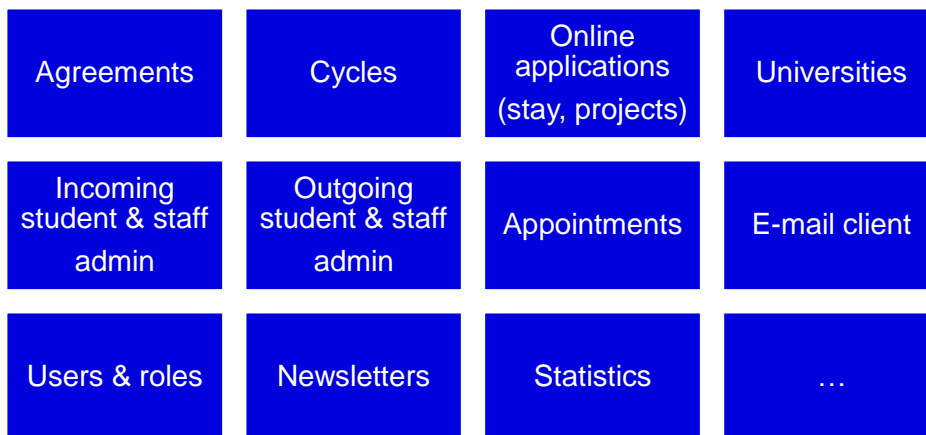 Agreements
Cycles
Online
applications
(stay, projects)
Universities
Incoming
student & staff
admin
Outgoing
student & staff
admin
Appointments
E-mail client
Users & roles
Newsletters
Statistics
…